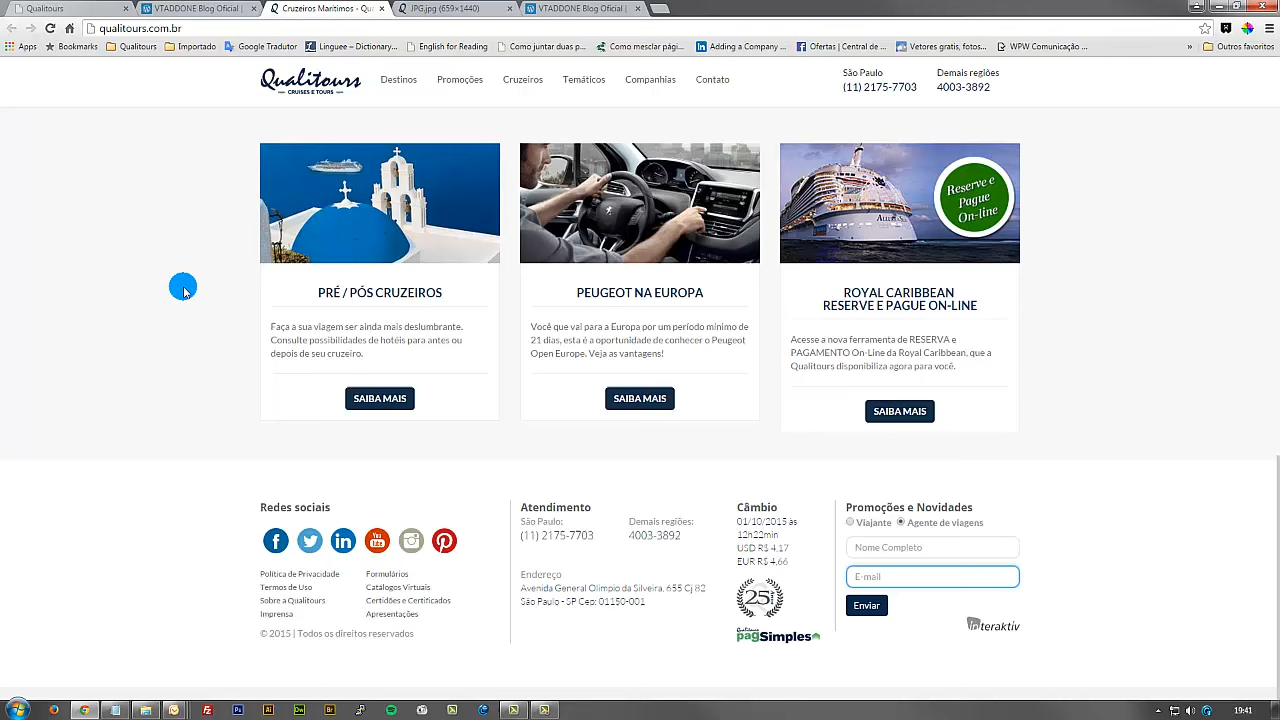 Qualitours
VTADDONE Blog Oficial |
Cruzeiros Marítimos - Qu
JPG.jpg (659×1440)
VTADDONE Blog Oficial |
qualitours.com.br
Apps
Bookmarks
Qualitours
Importado
Google Tradutor
Linguee – Dictionary...
English for Reading
Como juntar duas p...
Como mesclar pág...
Adding a Company ...
Ofertas | Central de ...
Vetores gratis, fotos...
WPW Comunicação ...
»
Outros favoritos
Qualitours
CRUISES E TOURS
Destinos
Promoções
Cruzeiros
Temáticos
Companhias
Contato
São Paulo
(11) 2175-7703
Demais regiões
4003-3892
Reserve e
Pague
On-line
PRÉ / PÓS CRUZEIROS
Faça a sua viagem ser ainda mais deslumbrante.
Consulte possibilidades de hotéis para antes ou
depois de seu cruzeiro.
SAIBA MAIS
PEUGEOT NA EUROPA
Você que vai para a Europa por um período mínimo de
21 dias, esta é a oportunidade de conhecer o Peugeot
Open Europe. Veja as vantagens!
SAIBA MAIS
ROYAL CARIBBEAN
RESERVE E PAGUE ON-LINE
Acesse a nova ferramenta de RESERVA e
PAGAMENTO On-Line da Royal Caribbean, que a
Qualitours disponibiliza agora para você.
SAIBA MAIS
Redes sociais
You
Tube
Política de Privacidade
Termos de Uso
Sobre a Qualitours
Imprensa
Formulários
Catálogos Virtuais
Certidões e Certificados
Apresentações
© 2015 | Todos os direitos reservados
Atendimento
São Paulo:
(11) 2175-7703
Demais regiões:
4003-3892
Endereço
Avenida General Olimpio da Silveira, 655 Cj 82
São Paulo - SP Cep: 01150-001
Câmbio
01/10/2015 às
12h22min
USD R$ 4,17
EUR R$ 4,66
25
Qualitours
pagSimples
Promoções e Novidades
Viajante
Agente de viagens
Nome Completo
E-mail
Enviar
interaktiv
19:41